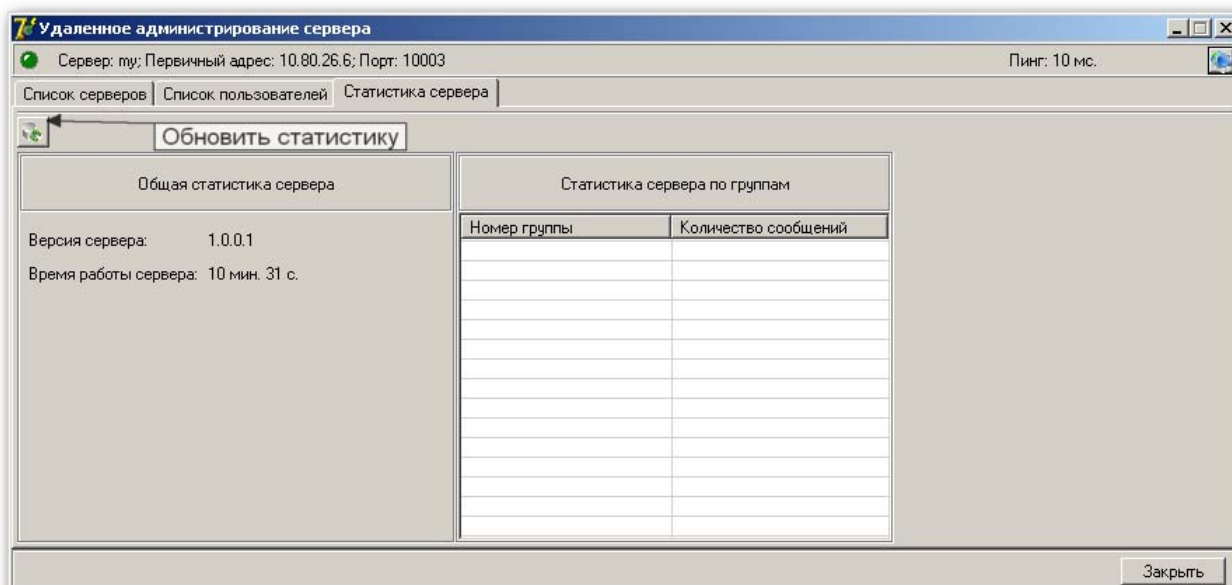 Удаленное администрирование сервера
Сервер: my; Первичный адрес: 10.80.26.6; Порт: 10003 Пинг: 10 мс.
Список серверов Список пользователей Статистика сервера
Обновить статистику
Общая статистика сервера Статистика сервера по группам
Номер группы Количество сообщений
Версия сервера: 1.0.0.1
Время работы сервера: 10 мин. 31 с.
Закрыть